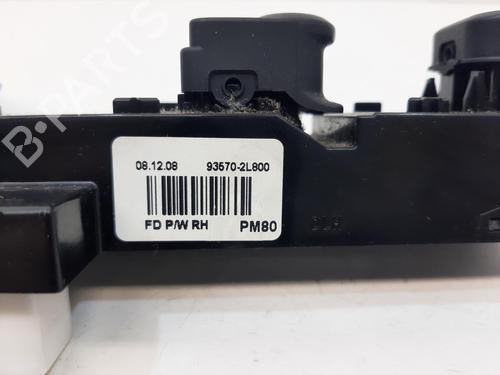 B-PARTS
08.12.08 93570-2L800
FD P/W RH PM80